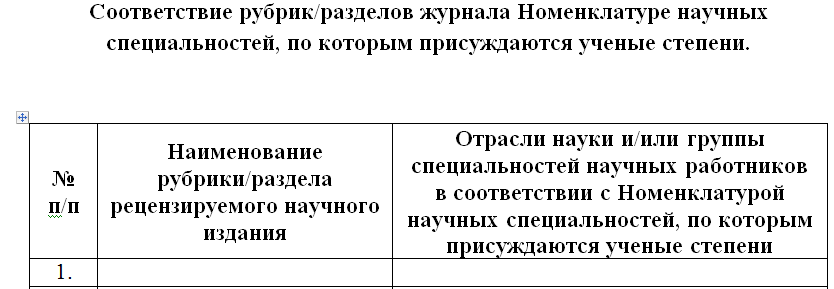 Соответствие рубрик/разделов журнала Номенклатуре научных
специальностей, по которым присуждаются ученые степени.
№
п/п
Наименование
рубрики/раздела
рецензируемого научного
издания
Отрасли науки и/или группы
специальностей научных работников
в соответствии с Номенклатурой
научных специальностей, по которым
присуждаются ученые степени
1.